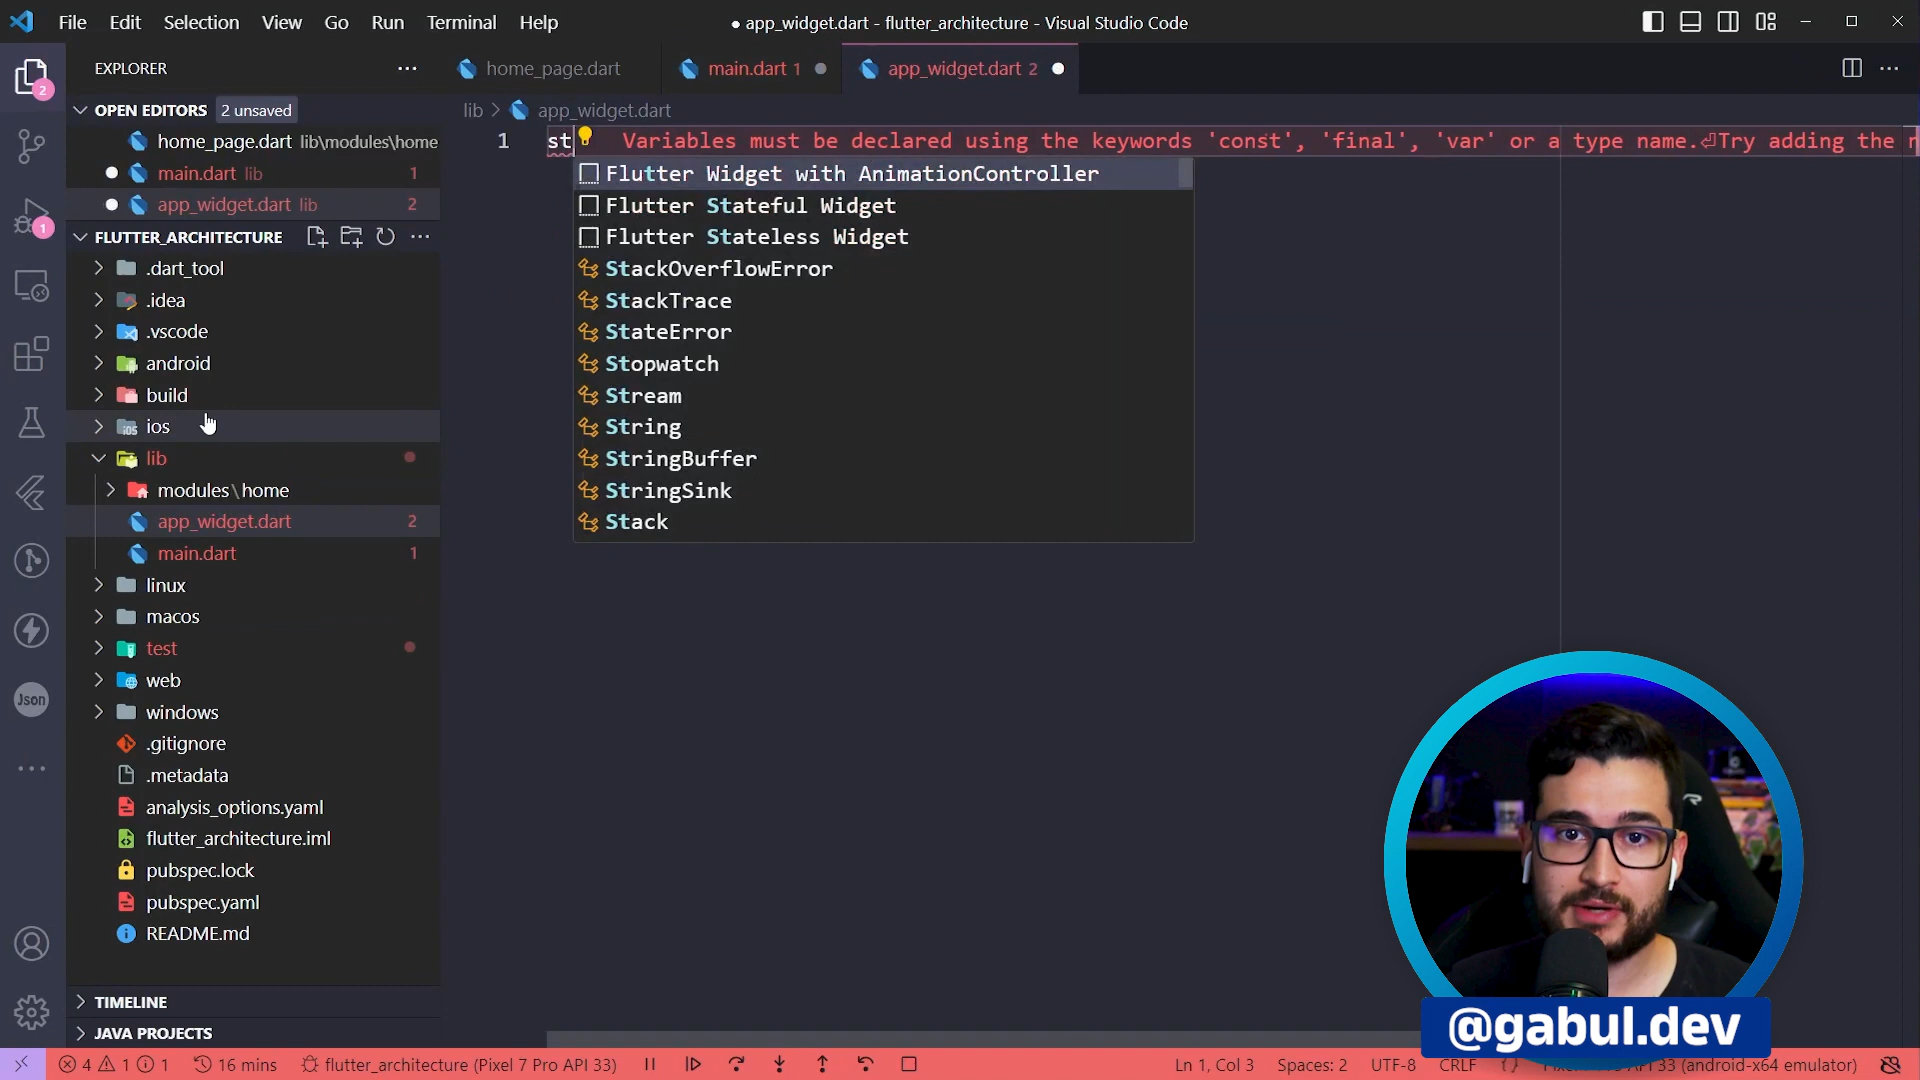 File Edit Selection View Go Run Terminal Help
● app_widget.dart - flutter_architecture - Visual Studio Code
EXPLORER
home_page.dart
main.dart 1
app_widget.dart 2
OPEN EDITORS 2 unsaved
lib > app_widget.dart
home_page.dart lib\modules\home
main.dart lib 1
app_widget.dart lib 2
1 st Variables must be declared using the keywords 'const', 'final', 'var' or a type name.⏎Try adding the
Flutter Widget with AnimationController
Flutter Stateful Widget
Flutter Stateless Widget
StackOverflowError
StackTrace
StateError
Stopwatch
Stream
String
StringBuffer
StringSink
Stack
FLUTTER_ARCHITECTURE
.dart_tool
.idea
.vscode
android
build
ios
lib
modules\home
app_widget.dart 2
main.dart 1
linux
macos
test
web
windows
.gitignore
.metadata
analysis_options.yaml
flutter_architecture.iml
pubspec.lock
pubspec.yaml
README.md
TIMELINE
JAVA PROJECTS
2
1
Json
@gabul.dev
4 1 1 16 mins flutter_architecture (Pixel 7 Pro API 33)
Ln 1, Col 3 Spaces: 2 UTF-8 CRLF API 33 (android-x64 emulator)